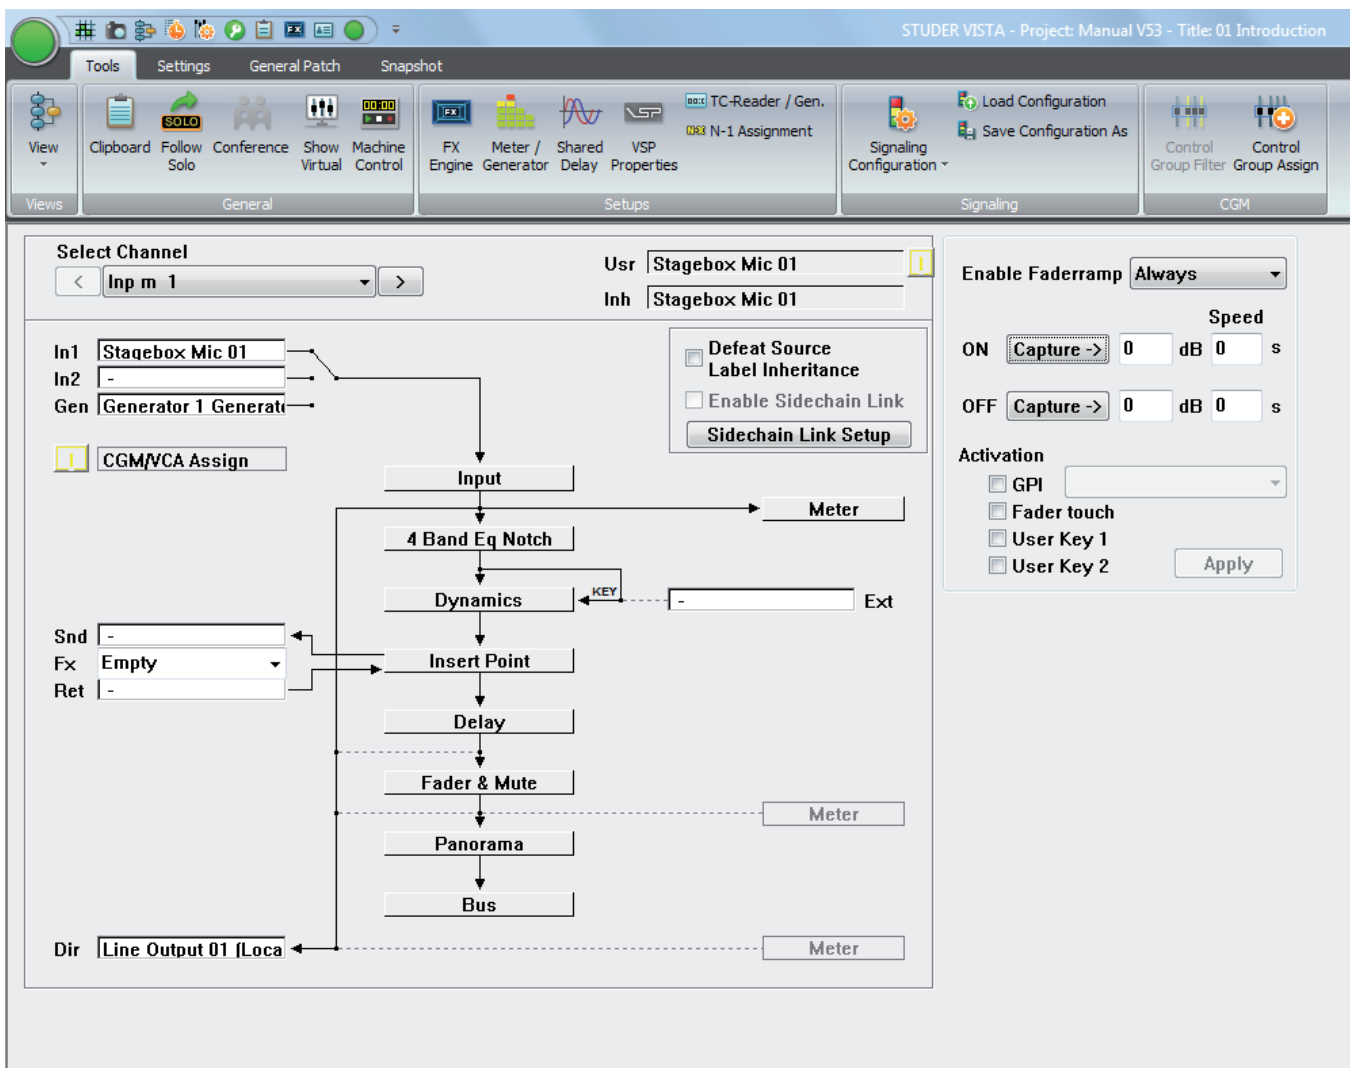 STUDER VISTA - Project: Manual V53 - Title: 01 Introduction
Tools Settings General Patch Snapshot
View
Clipboard
Follow Solo
SOLO
Conference
Show Virtual
00:00
Machine Control
FX
FX Engine
Meter / Generator
Shared Delay
VSP Properties
TC-Reader / Gen.
N-1 Assignment
Signaling Configuration
Load Configuration
Save Configuration As
Control Group Filter
Control Group Assign
Views General Setups Signaling CGM
Select Channel
< Inp m 1 >
Usr Stagebox Mic 01
Inh Stagebox Mic 01
In1 Stagebox Mic 01
In2 -
Gen Generator 1 Generat
CGM/VCA Assign
Defeat Source
Label Inheritance
Enable Sidechain Link
Sidechain Link Setup
Input
Meter
4 Band Eq Notch
KEY
Dynamics
- Ext
Snd -
Fx Empty
Ret -
Insert Point
Delay
Fader & Mute
Meter
Panorama
Bus
Dir Line Output 01 [Loca
Meter
Enable Faderramp Always
Speed
ON Capture -> 0 dB 0 s
OFF Capture -> 0 dB 0 s
Activation
GPI
Fader touch
User Key 1
User Key 2
Apply